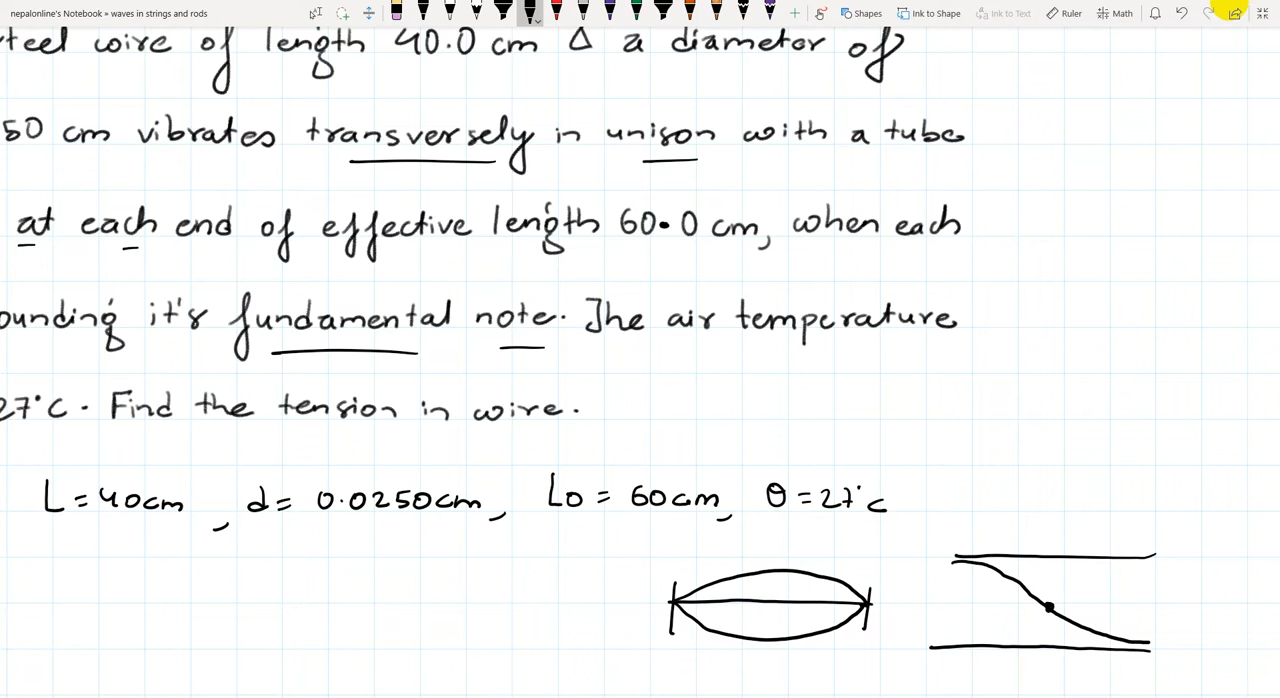 nepalonline's Notebook » waves in strings and rods
Shapes Ink to Shape Ink to Text Ruler Math
teel wire of length 40.0 cm Δ a diameter of
50 cm vibrates transversely in unison with a tube
at each end of effective length 60.0 cm, when each
ounding it's fundamental note. The air temperature
27°C. Find the tension in wire.
L = 40cm, d = 0.0250cm, Lo = 60cm, θ = 27°c